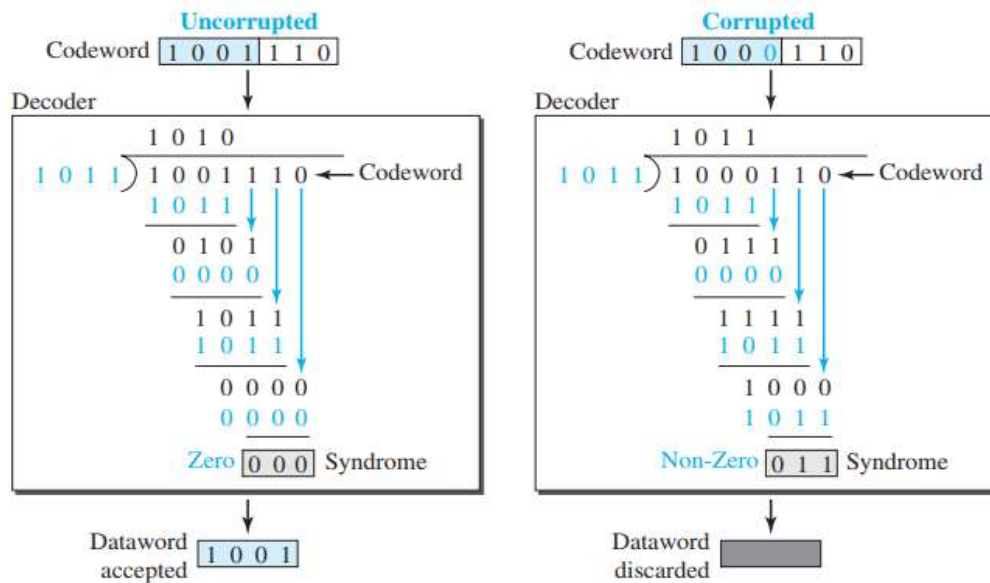 Uncorrupted
Codeword 1 0 0 1 1 1 0
Decoder
1 0 1 0
1 0 1 1 ) 1 0 0 1 1 1 0 Codeword
1 0 1 1
0 1 0 1
0 0 0 0
1 0 1 1
1 0 1 1
0 0 0 0
0 0 0 0
Zero 0 0 0 Syndrome
Dataword
accepted 1 0 0 1
Corrupted
Codeword 1 0 0 0 1 1 0
Decoder
1 0 1 1
1 0 1 1 ) 1 0 0 0 1 1 0 Codeword
1 0 1 1
0 1 1 1
0 0 0 0
1 1 1 1
1 0 1 1
1 0 0 0
1 0 1 1
Non-Zero 0 1 1 Syndrome
Dataword
discarded